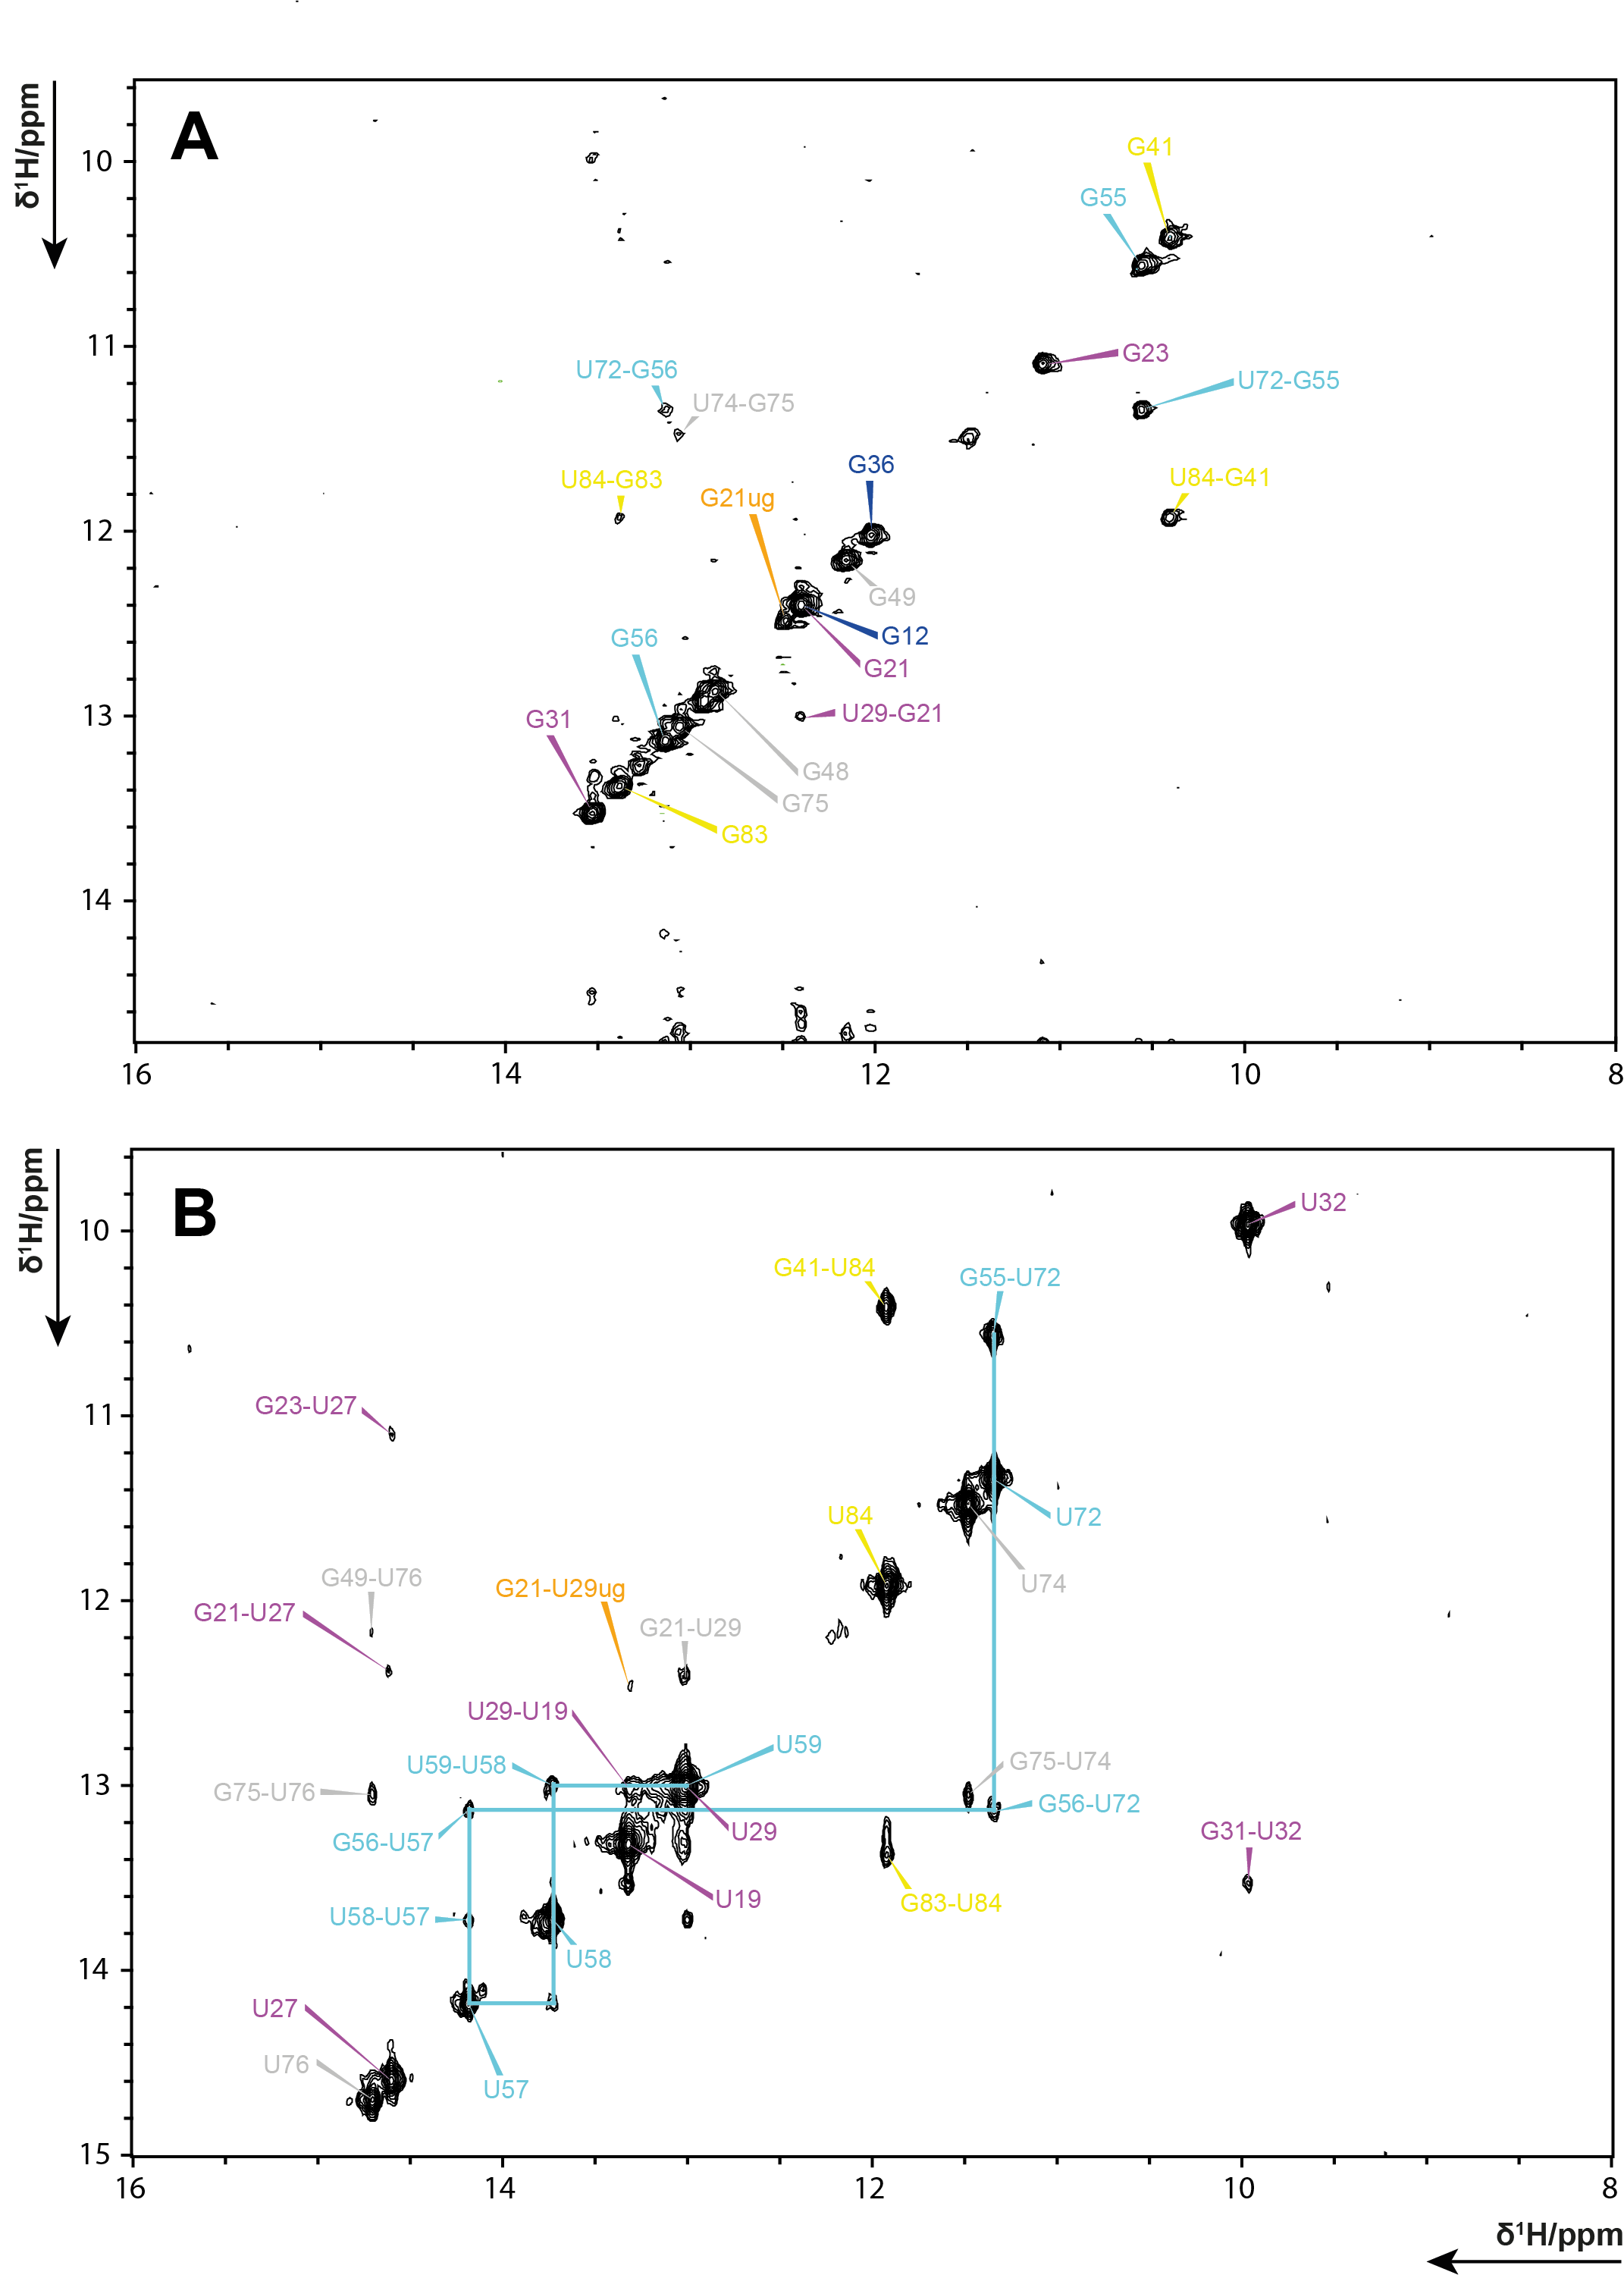 δ¹H/ppm
A
10
11
12
13
14
G41
G55
G23
U72-G56
U74-G75
U72-G55
G36
U84-G83
U84-G41
G21ug
G49
G12
G56
G21
G31
U29-G21
G48
G75
G83
16
14
12
10
8
δ¹H/ppm
B
10
11
12
13
14
15
U32
G41-U84
G55-U72
G23-U27
U84
U72
G49-U76
G21-U29ug
U74
G21-U27
G21-U29
U29-U19
U59
U59-U58
G75-U74
G75-U76
G56-U72
G56-U57
U29
G31-U32
U19
G83-U84
U58-U57
U58
U27
U76
U57
16
14
12
10
8
δ¹H/ppm